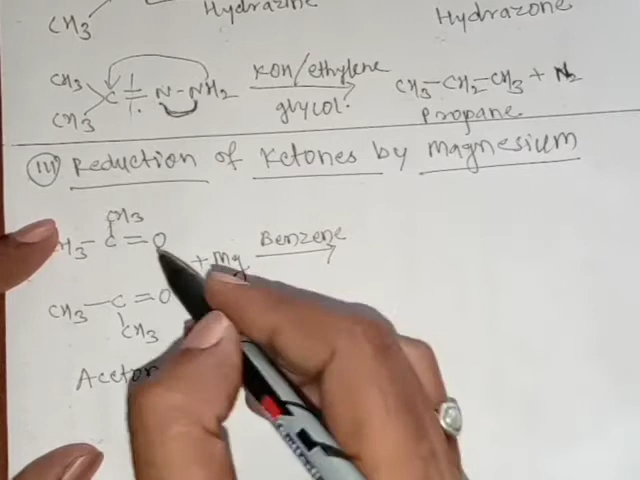 Hydrazine Hydrazone
CH3
CH3
C = N - NH2 KOH/ethylene glycol. CH3-CH2-CH3 + N2
CH3 Propane
(III) Reduction of Ketones by Magnesium
CH3
H3-C=O + Mg Benzene
CH3-C=O
CH3